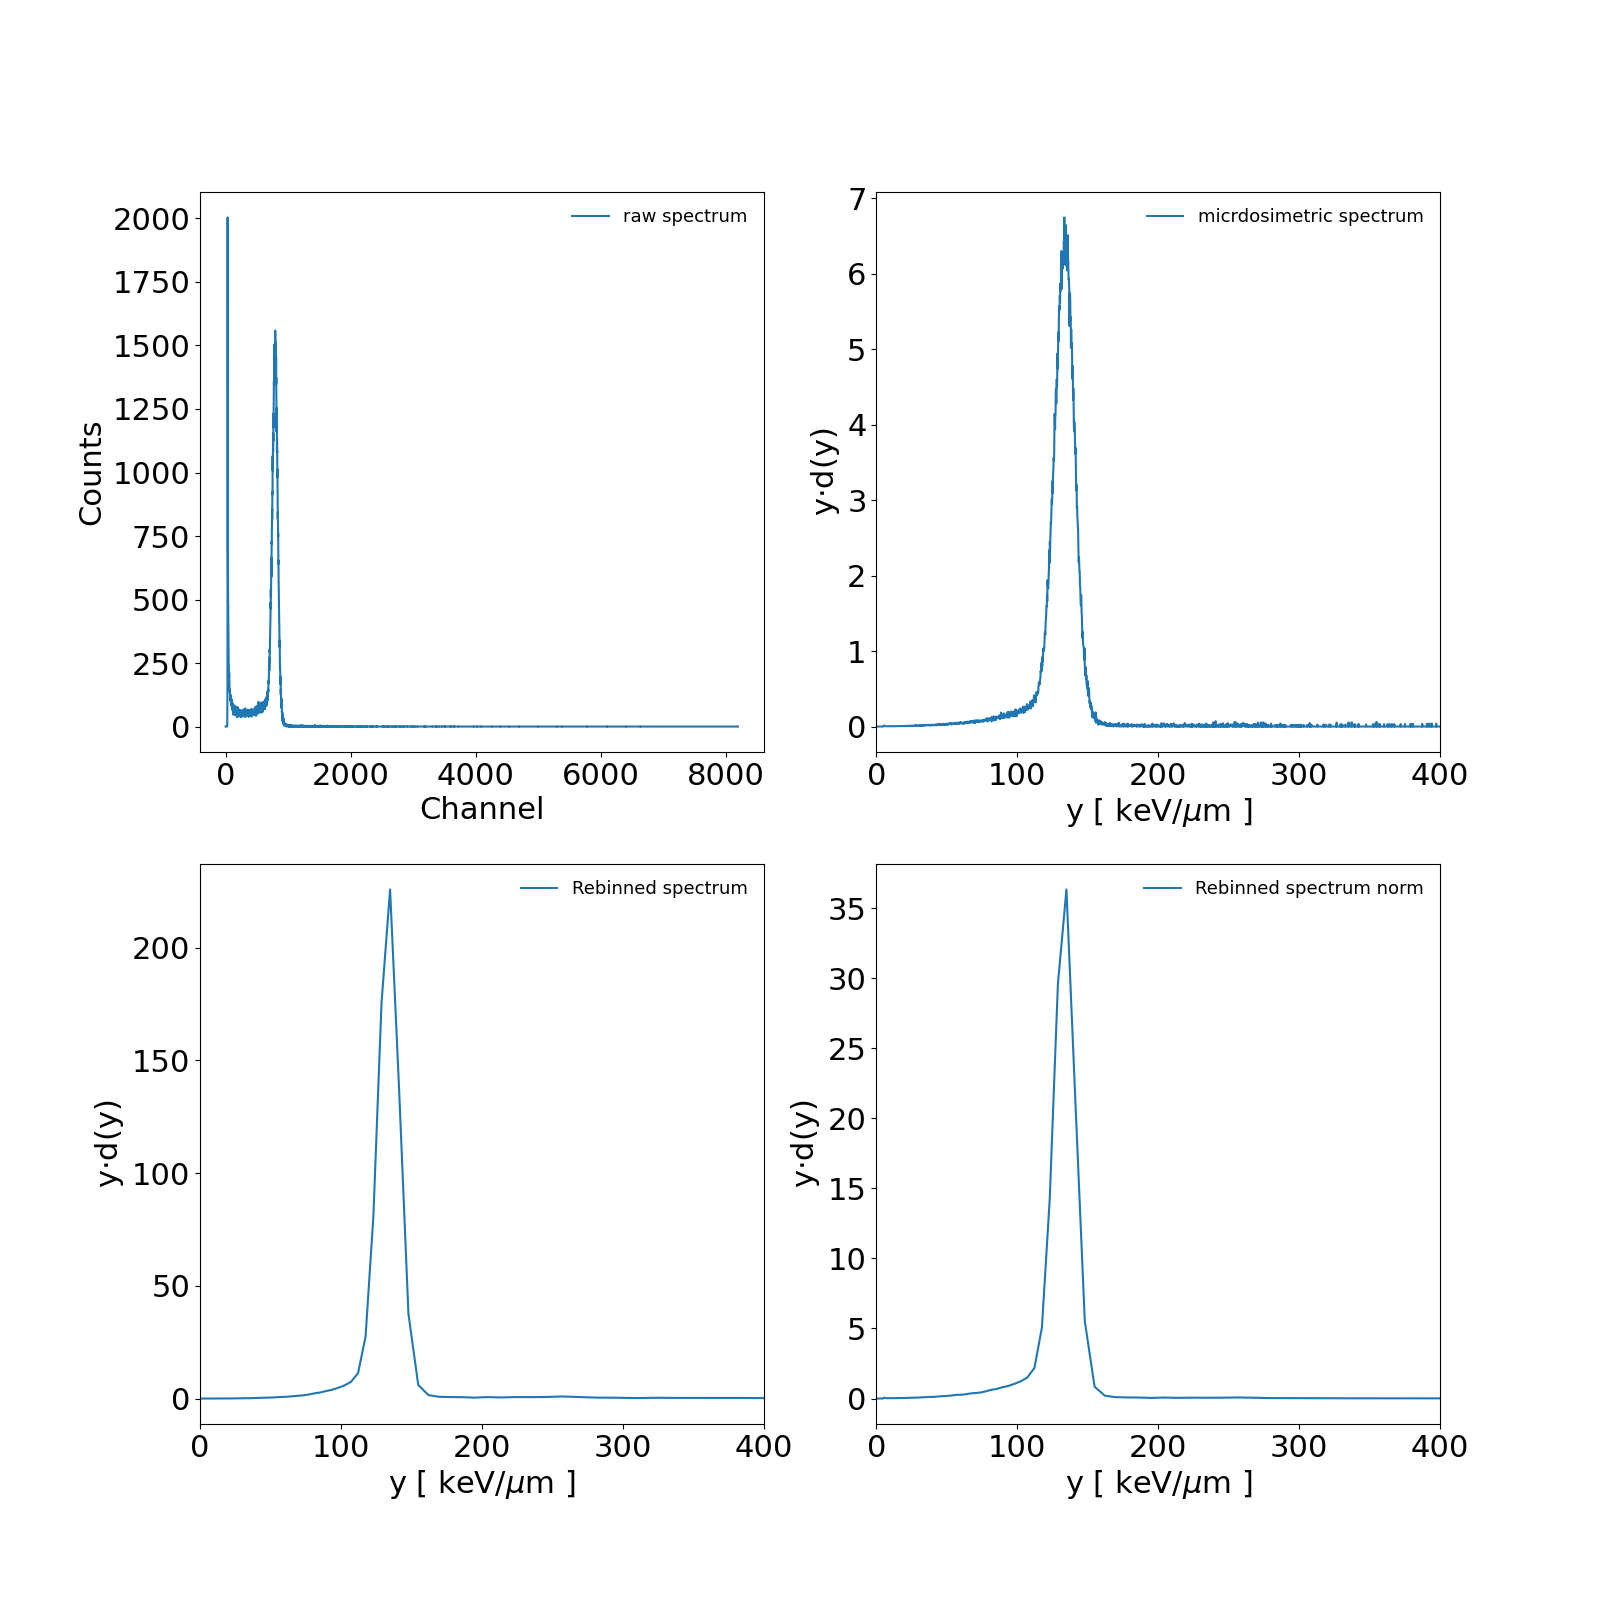 raw spectrum
2000
1750
1500
1250
1000
750
500
250
0
Counts
0 2000 4000 6000 8000
Channel
micrdosimetric spectrum
7
6
5
4
3
2
1
0
y·d(y)
0 100 200 300 400
y [ keV/μm ]
Rebinned spectrum
200
150
100
50
0
y·d(y)
0 100 200 300 400
y [ keV/μm ]
Rebinned spectrum norm
35
30
25
20
15
10
5
0
y·d(y)
0 100 200 300 400
y [ keV/μm ]